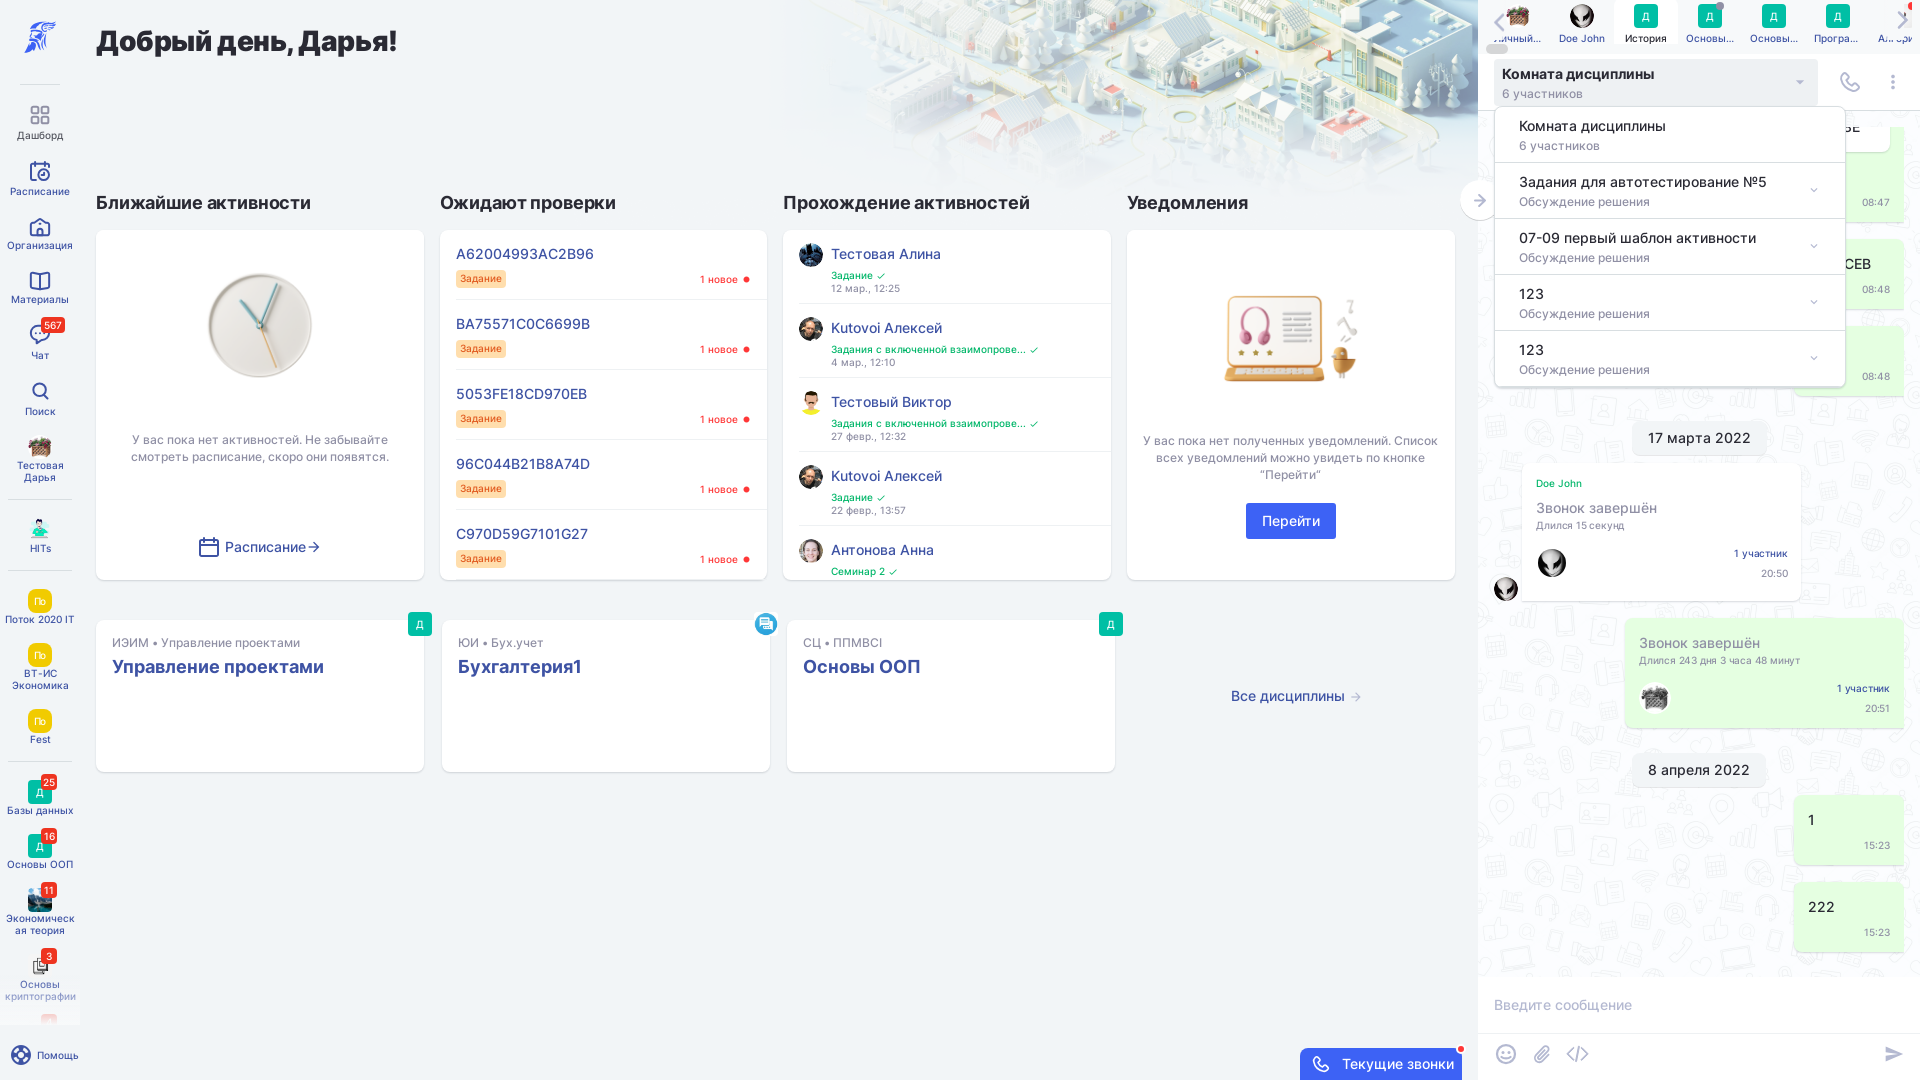 Добрый день, Дарья!
Дашборд
Расписание
Организация
Материалы
567
Чат
Поиск
Тестовая
Дарья
HITs
По
Поток 2020 IT
По
ВТ-ИС
Экономика
По
Fest
25
Д
Базы данных
16
Д
Основы ООП
11
Экономическ
ая теория
3
Основы
криптографии
Помощь
Ближайшие активности
У вас пока нет активностей. Не забывайте
смотреть расписание, скоро они появятся.
Расписание
Ожидают проверки
A62004993AC2B96
Задание
1 новое
BA75571C0C6699B
Задание
1 новое
5053FE18CD970EB
Задание
1 новое
96C044B21B8A74D
Задание
1 новое
C970D59G7101G27
Задание
1 новое
Прохождение активностей
Тестовая Алина
Задание
12 мар., 12:25
Kutovoi Алексей
Задания с включенной взаимопрове...
4 мар., 12:10
Тестовый Виктор
Задания с включенной взаимопрове...
27 февр., 12:32
Kutovoi Алексей
Задание
22 февр., 13:57
Антонова Анна
Семинар 2
Уведомления
У вас пока нет полученных уведомлений. Список
всех уведомлений можно увидеть по кнопке
“Перейти”
Перейти
Д
ИЭИМ • Управление проектами
Управление проектами
ЮИ • Бух.учет
Бухгалтерия1
Д
СЦ • ППМВСІ
Основы ООП
Все дисциплины
Текущие звонки
Личный...
Doe John
Д
История
Д
Основы...
Д
Основы...
Д
Програ...
Алгори
Комната дисциплины
6 участников
Комната дисциплины
6 участников
Задания для автотестирование №5
Обсуждение решения
07-09 первый шаблон активности
Обсуждение решения
123
Обсуждение решения
123
Обсуждение решения
08:47
СЕВ
08:48
08:48
17 марта 2022
Doe John
Звонок завершён
Длился 15 секунд
1 участник
20:50
Звонок завершён
Длился 243 дня 3 часа 48 минут
1 участник
20:51
8 апреля 2022
1
15:23
222
15:23
Введите сообщение